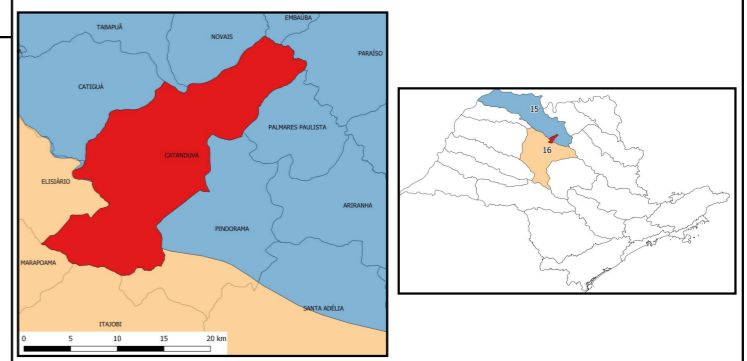 EMBAÚBA
TABAPUÃ
NOVAIS
PARAÍSO
CATIGUÁ
PALMARES PAULISTA
CATANDUVA
ELISIÁRIO
ARIRANHA
PINDORAMA
MARAPOAMA
SANTA ADÉLIA
ITAJOBI
0 5 10 15 20 km
15
16